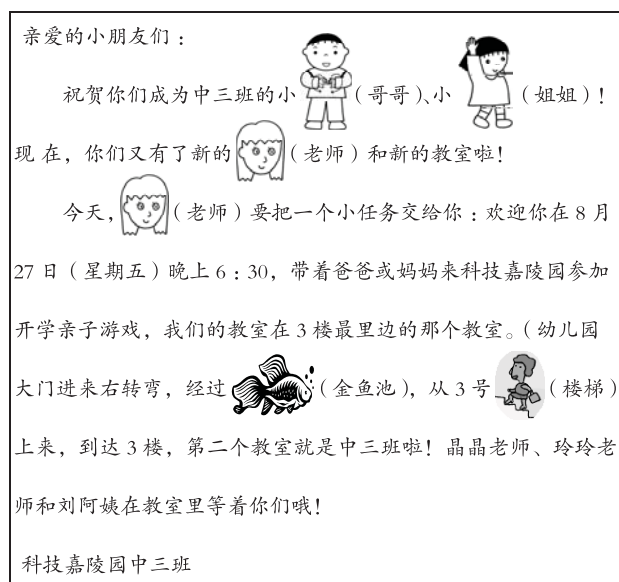 亲爱的小朋友们：
祝贺你们成为中三班的小（哥哥）、小（姐姐）！
现在，你们又有了新的（老师）和新的教室啦！
今天，（老师）要把一个小任务交给你：欢迎你在8月
27日（星期五）晚上6：30，带着爸爸或妈妈来科技嘉陵园参加
开学亲子游戏，我们的教室在3楼最里边的那个教室。（幼儿园
大门进来右转弯，经过（金鱼池），从3号（楼梯）
上来，到达3楼，第二个教室就是中三班啦！晶晶老师、玲玲老
师和刘阿姨在教室里等着你们哦！
科技嘉陵园中三班